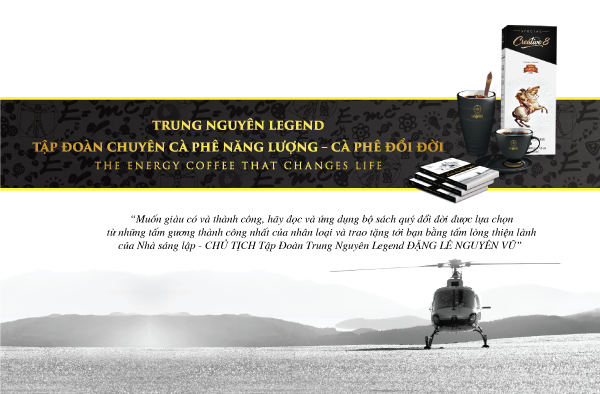 SPECIAL
Creative 8
TRUNG NGUYÊN LEGEND
TẬP ĐOÀN CHUYÊN CÀ PHÊ NĂNG LƯỢNG – CÀ PHÊ ĐỔI ĐỜI
THE ENERGY COFFEE THAT CHANGES LIFE
“Muốn giàu có và thành công, hãy đọc và ứng dụng bộ sách quý đổi đời được lựa chọn
từ những tấm gương thành công nhất của nhân loại và trao tặng tới bạn bằng tấm lòng thiện lành
của Nhà sáng lập - CHỦ TỊCH Tập Đoàn Trung Nguyên Legend ĐẶNG LÊ NGUYÊN VŨ”